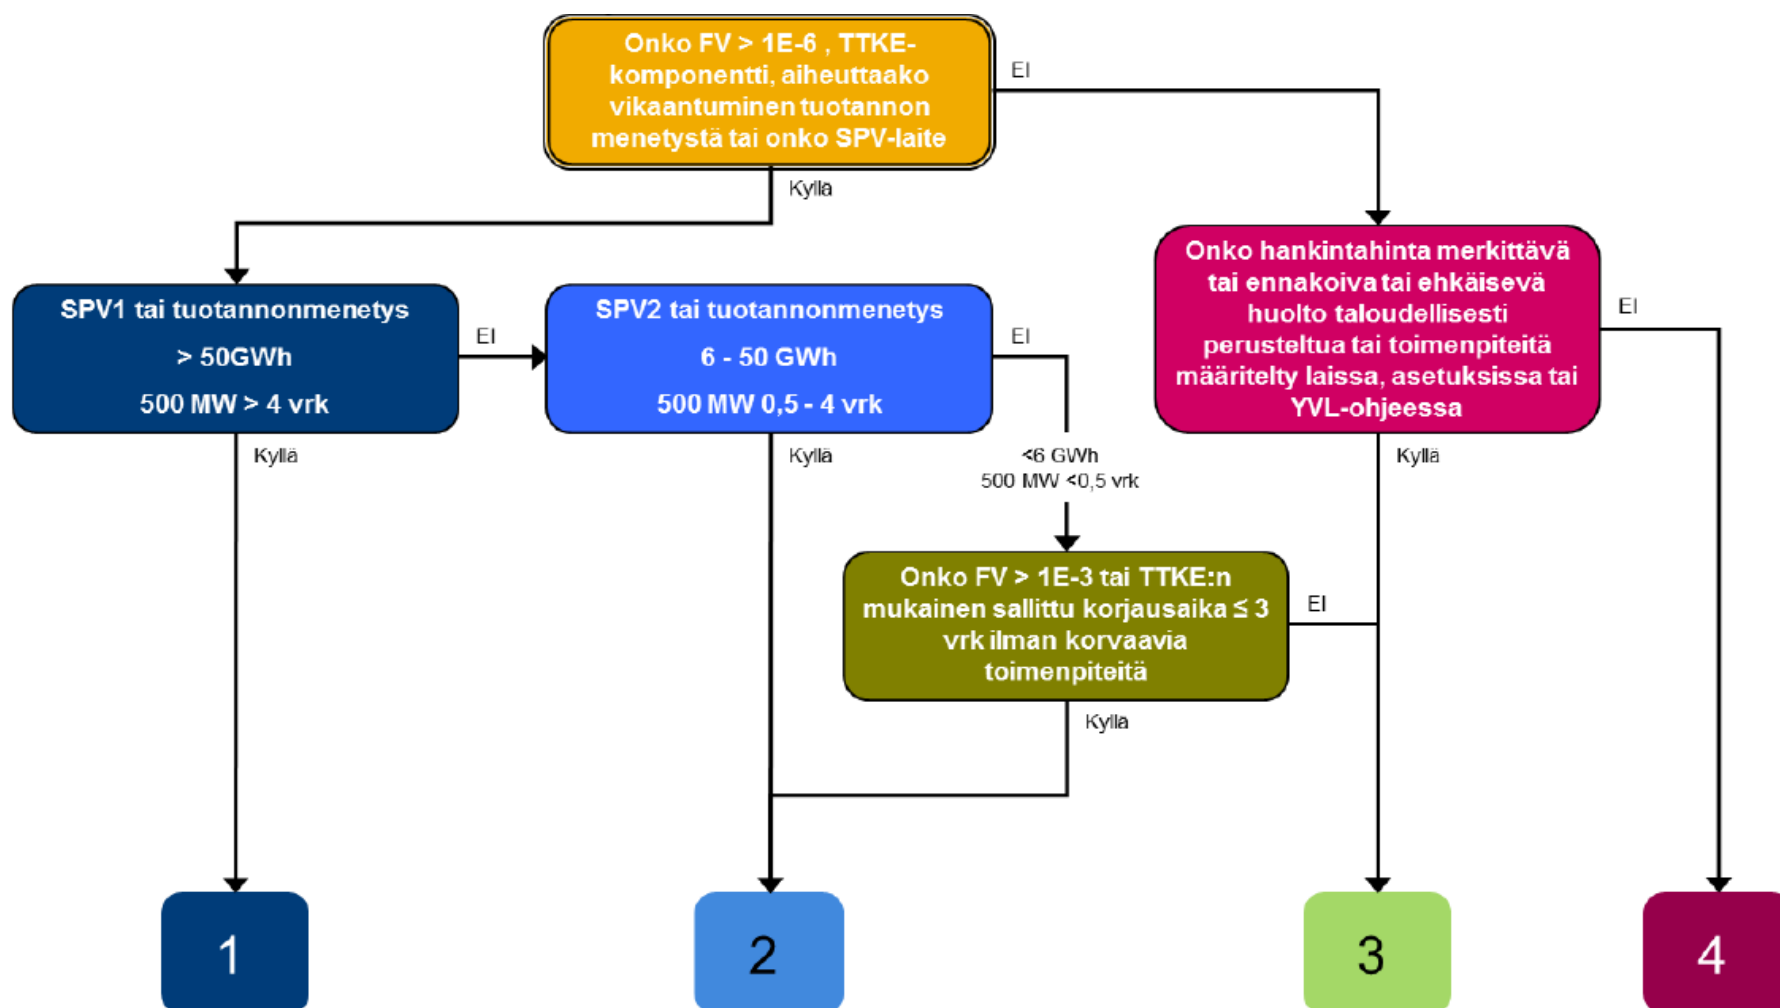 Onko FV > 1E-6 , TTKE-
komponentti, aiheuttaako
vikaantuminen tuotannon
menetystä tai onko SPV-laite
EI
Kyllä
SPV1 tai tuotannonmenetys
> 50GWh
500 MW > 4 vrk
EI
Kyllä
SPV2 tai tuotannonmenetys
6 - 50 GWh
500 MW 0,5 - 4 vrk
EI
Kyllä
<6 GWh
500 MW <0,5 vrk
Onko hankintahinta merkittävä
tai ennakoiva tai ehkäisevä
huolto taloudellisesti
perusteltua tai toimenpiteitä
määritelty laissa, asetuksissa tai
YVL-ohjeessa
EI
Kyllä
Onko FV > 1E-3 tai TTKE:n
mukainen sallittu korjausaika ≤ 3
vrk ilman korvaavia
toimenpiteitä
EI
Kyllä
1
2
3
4